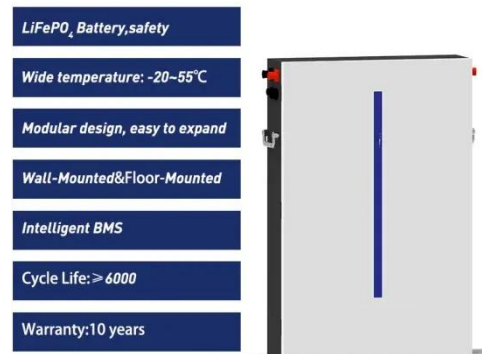 LiFePO₄ Battery,safety
Wide temperature: -20~55℃
Modular design, easy to expand
Wall-Mounted&Floor-Mounted
Intelligent BMS
Cycle Life:≥6000
Warranty:10 years